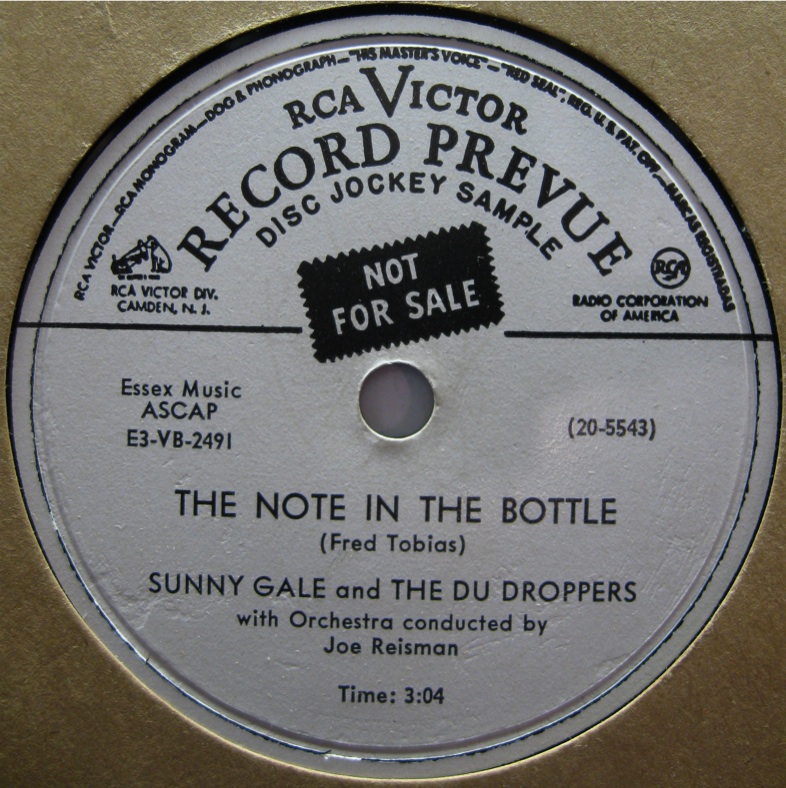 RCA VICTOR—RCA MONOGRAM—DOG & PHONOGRAPH—"HIS MASTER'S VOICE"—"RED SEAL", REG. U. S. PAT. OFF.—MARCAS REGISTRADAS
RCA VICTOR
RECORD PREVUE
DISC JOCKEY SAMPLE
NOT
FOR SALE
RCA VICTOR DIV.
CAMDEN, N. J.
RCA
RADIO CORPORATION
OF AMERICA
Essex Music
ASCAP
E3-VB-2491
(20-5543)
THE NOTE IN THE BOTTLE
(Fred Tobias)
SUNNY GALE and THE DU DROPPERS
with Orchestra conducted by
Joe Reisman
Time: 3:04